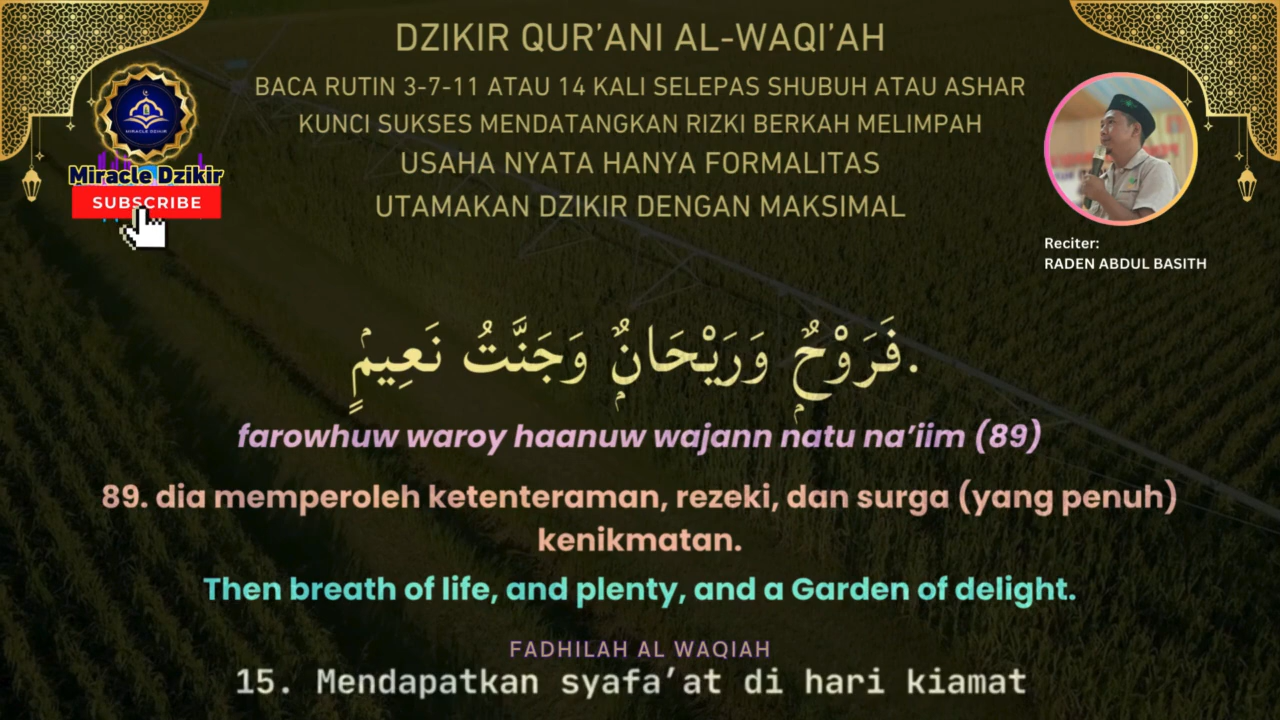 DZIKIR QUR’ANI AL-WAQI’AH
BACA RUTIN 3-7-11 ATAU 14 KALI SELEPAS SHUBUH ATAU ASHAR
KUNCI SUKSES MENDATANGKAN RIZKI BERKAH MELIMPAH
USAHA NYATA HANYA FORMALITAS
UTAMAKAN DZIKIR DENGAN MAKSIMAL
MIRACLE DZIKIR
Miracle Dzikir
SUBSCRIBE
Reciter:
RADEN ABDUL BASITH
فَرَوْحٌۢ وَرَيْحَانٌۢ وَجَنَّتُ نَعِيمٍۢ.
farowhuw waroy haanuw wajann natu na’iim (89)
89. dia memperoleh ketenteraman, rezeki, dan surga (yang penuh)
kenikmatan.
Then breath of life, and plenty, and a Garden of delight.
FADHILAH AL WAQIAH
15. Mendapatkan syafa’at di hari kiamat